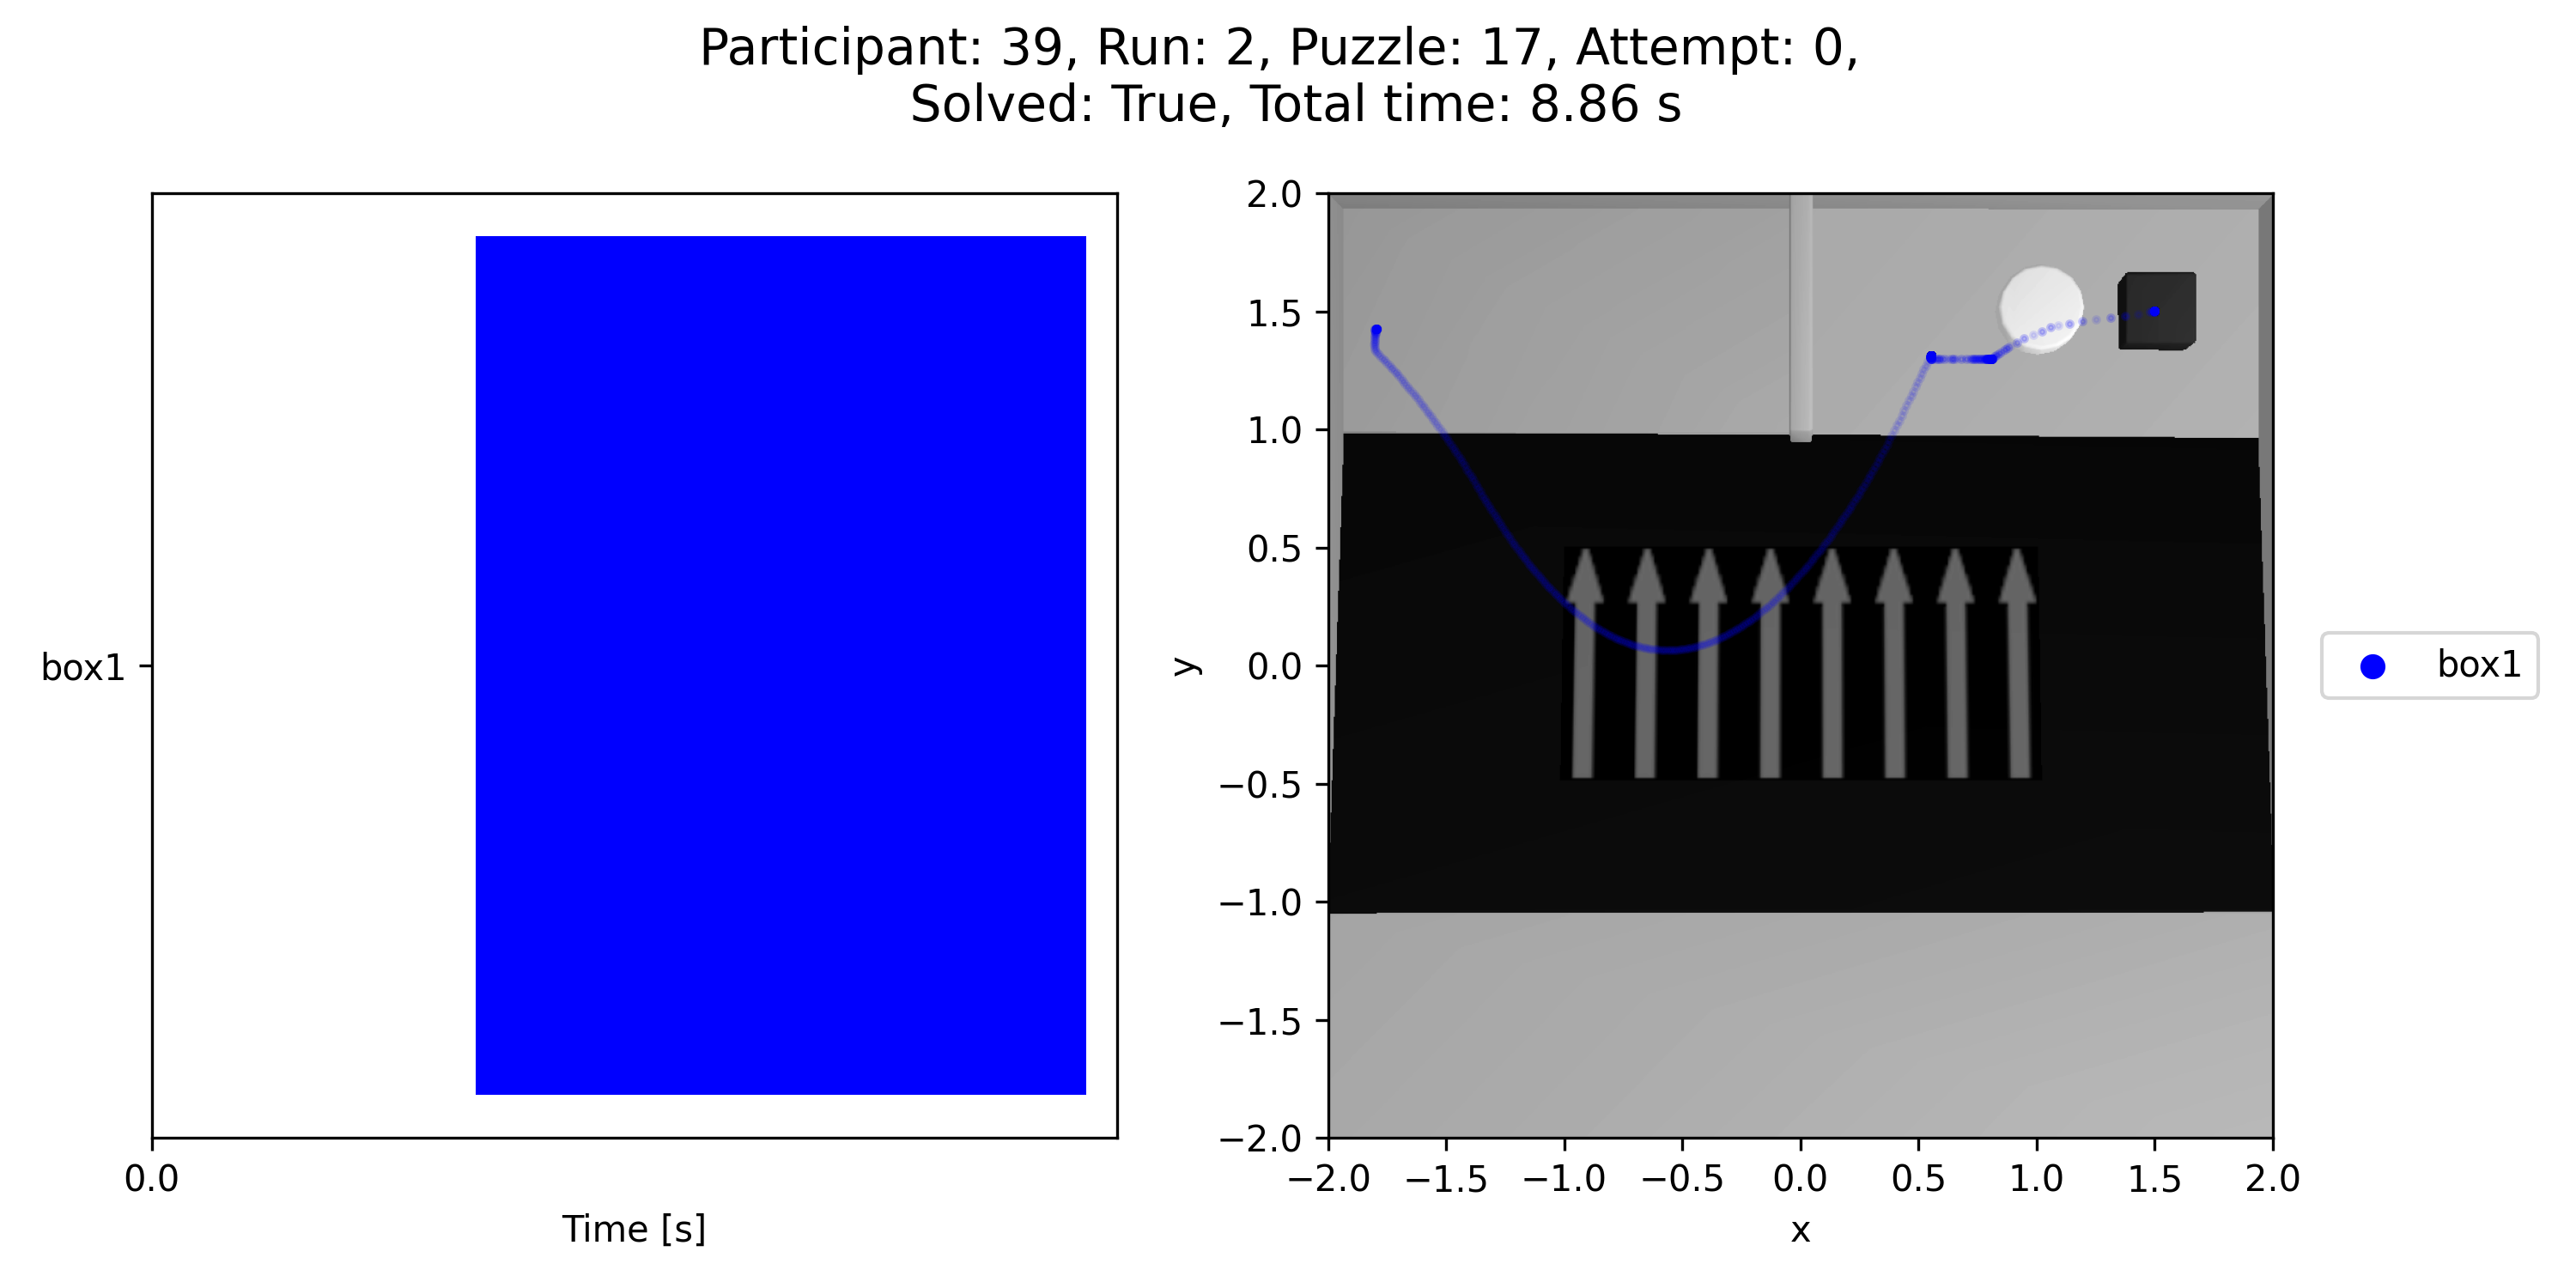 Participant: 39, Run: 2, Puzzle: 17, Attempt: 0,
Solved: True, Total time: 8.86 s
box1
0.0
Time [s]
2.0
1.5
1.0
0.5
0.0
−0.5
−1.0
−1.5
−2.0
y
−2.0 −1.5 −1.0 −0.5 0.0 0.5 1.0 1.5 2.0
x
box1